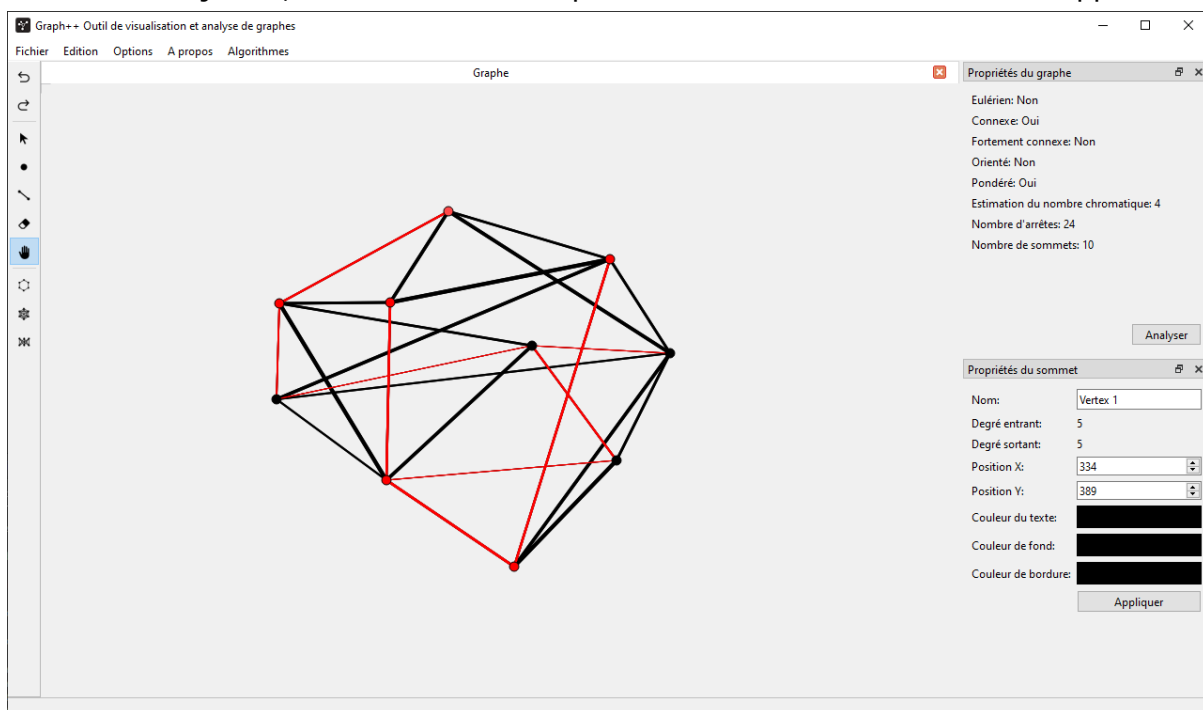 Graph++ Outil de visualisation et analyse de graphes
Fichier Edition Options A propos Algorithmes
Graphe
Propriétés du graphe
Eulérien: Non
Connexe: Oui
Fortement connexe: Non
Orienté: Non
Pondéré: Oui
Estimation du nombre chromatique: 4
Nombre d'arrêtes: 24
Nombre de sommets: 10
Analyser
Propriétés du sommet
Nom: Vertex 1
Degré entrant: 5
Degré sortant: 5
Position X: 334
Position Y: 389
Couleur du texte:
Couleur de fond:
Couleur de bordure:
Appliquer